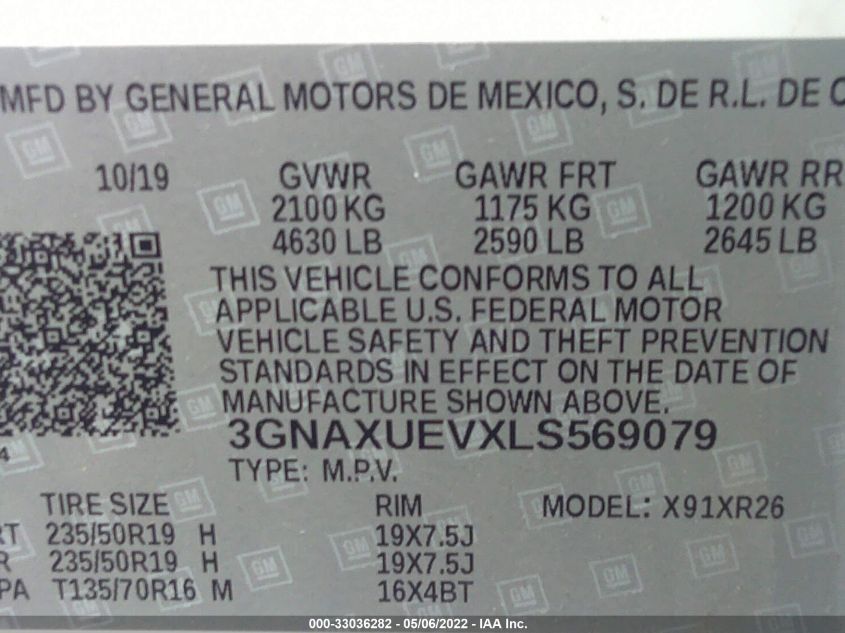 MFD BY GENERAL MOTORS DE MEXICO, S. DE R.L. DE C
10/19 GVWR GAWR FRT GAWR RR
2100 KG 1175 KG 1200 KG
4630 LB 2590 LB 2645 LB
THIS VEHICLE CONFORMS TO ALL
APPLICABLE U.S. FEDERAL MOTOR
VEHICLE SAFETY AND THEFT PREVENTION
STANDARDS IN EFFECT ON THE DATE OF
MANUFACTURE SHOWN ABOVE.
3GNAXUEVXLS569079
4
TYPE: M.P.V.
TIRE SIZE RIM MODEL: X91XR26
RT 235/50R19 H 19X7.5J
R 235/50R19 H 19X7.5J
PA T135/70R16 M 16X4BT
000-33036282 - 05/06/2022 - IAA Inc.